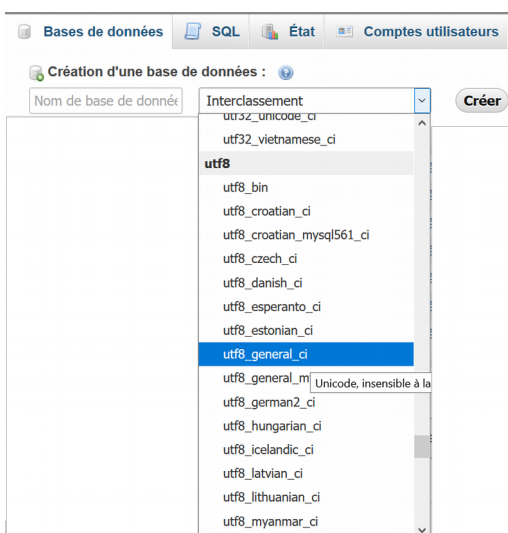 Bases de données SQL État Comptes utilisateurs
Création d'une base de données :
Nom de base de donnée Interclassement Créer
utf32_unicode_ci
utf32_vietnamese_ci
utf8
utf8_bin
utf8_croatian_ci
utf8_croatian_mysql561_ci
utf8_czech_ci
utf8_danish_ci
utf8_esperanto_ci
utf8_estonian_ci
utf8_general_ci
utf8_general_m
Unicode, insensible à la
utf8_german2_ci
utf8_hungarian_ci
utf8_icelandic_ci
utf8_latvian_ci
utf8_lithuanian_ci
utf8_myanmar_ci